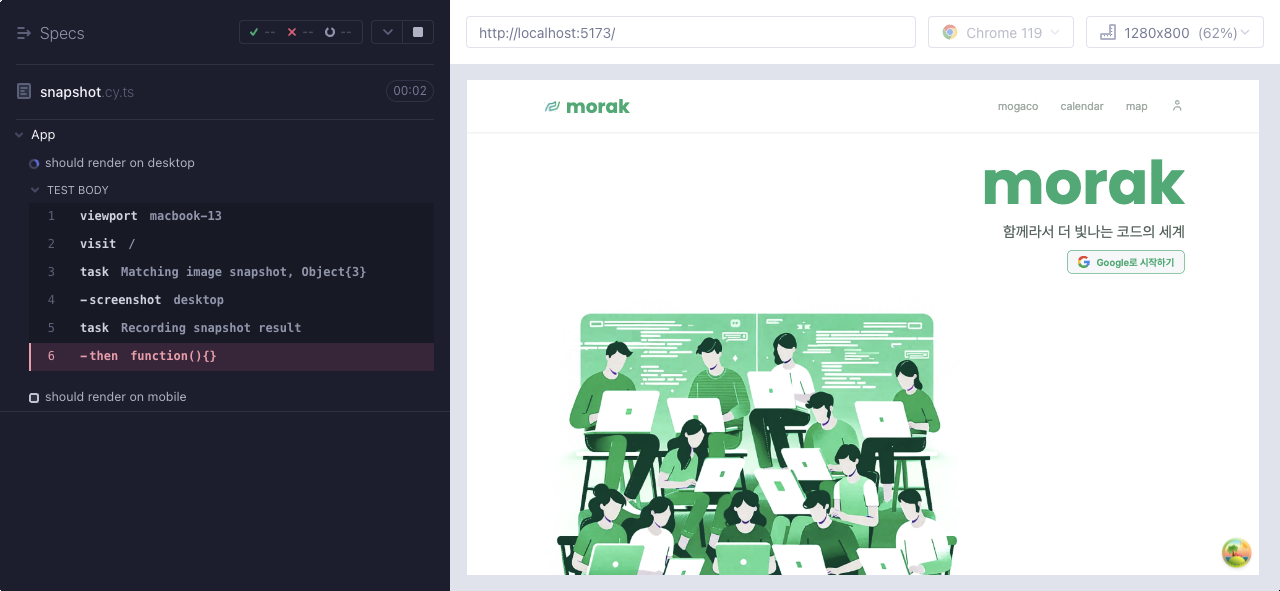 Specs
-- -- --
snapshot.cy.ts
00:02
App
should render on desktop
TEST BODY
1 viewport macbook-13
2 visit /
3 task Matching image snapshot, Object{3}
4 -screenshot desktop
5 task Recording snapshot result
6 -then function(){}
should render on mobile
http://localhost:5173/
Chrome 119
1280x800 (62%)
morak
mogaco calendar map
morak
함께라서 더 빛나는 코드의 세계
Google로 시작하기